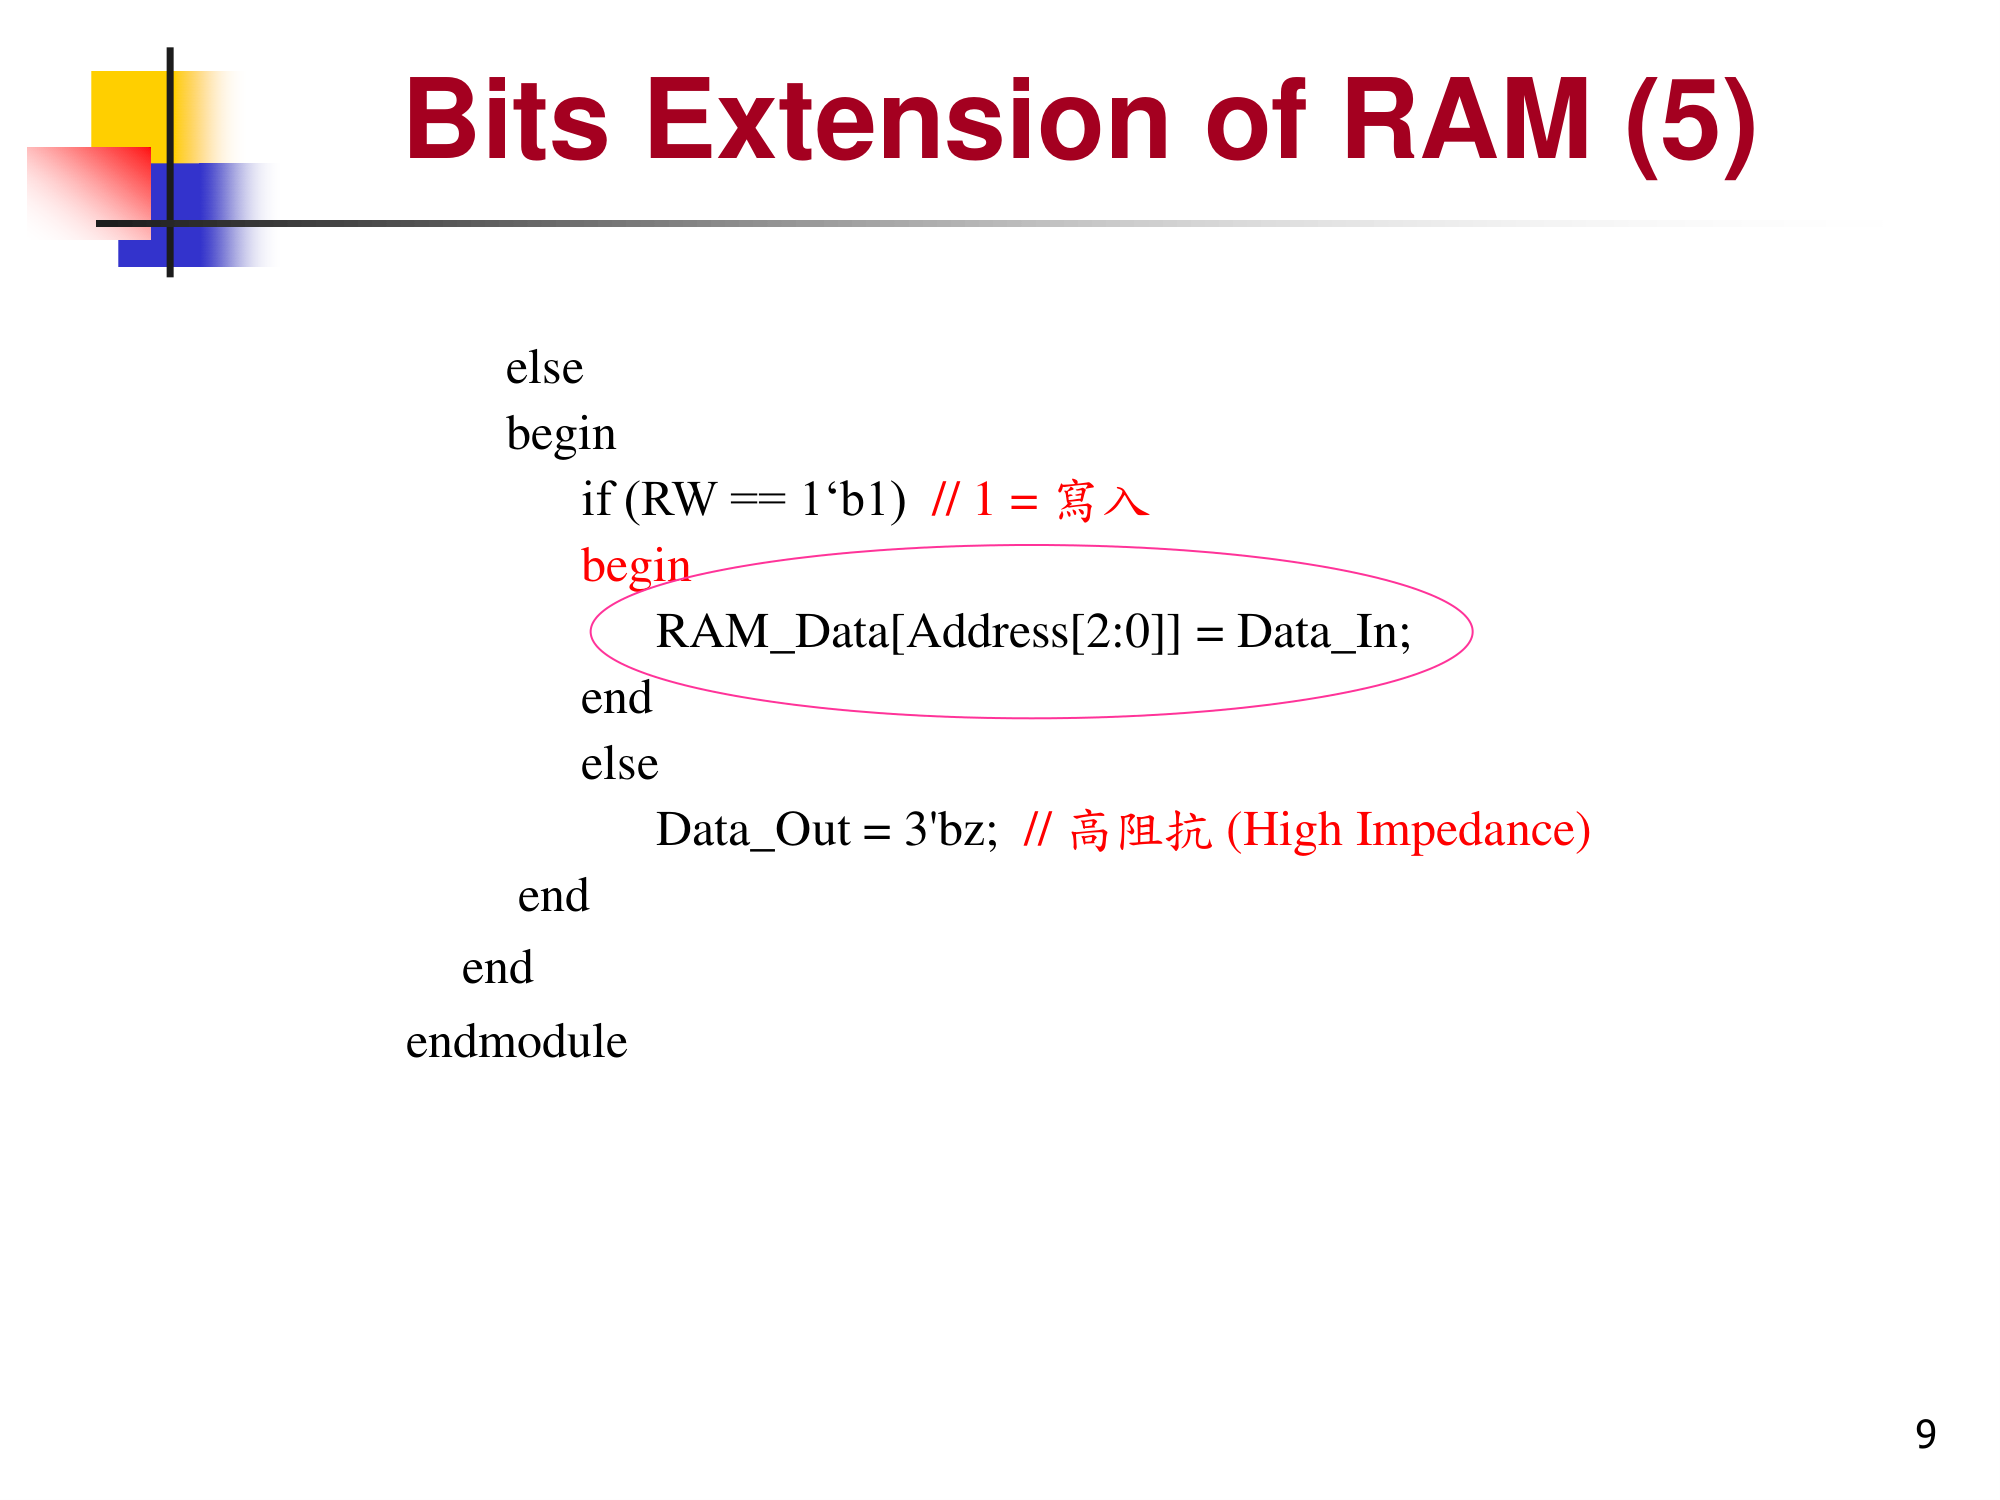 Bits Extension of RAM (5)
else
begin
if (RW == 1‘b1) // 1 = 寫入
begin
RAM_Data[Address[2:0]] = Data_In;
end
else
Data_Out = 3'bz; // 高阻抗 (High Impedance)
end
end
endmodule
9